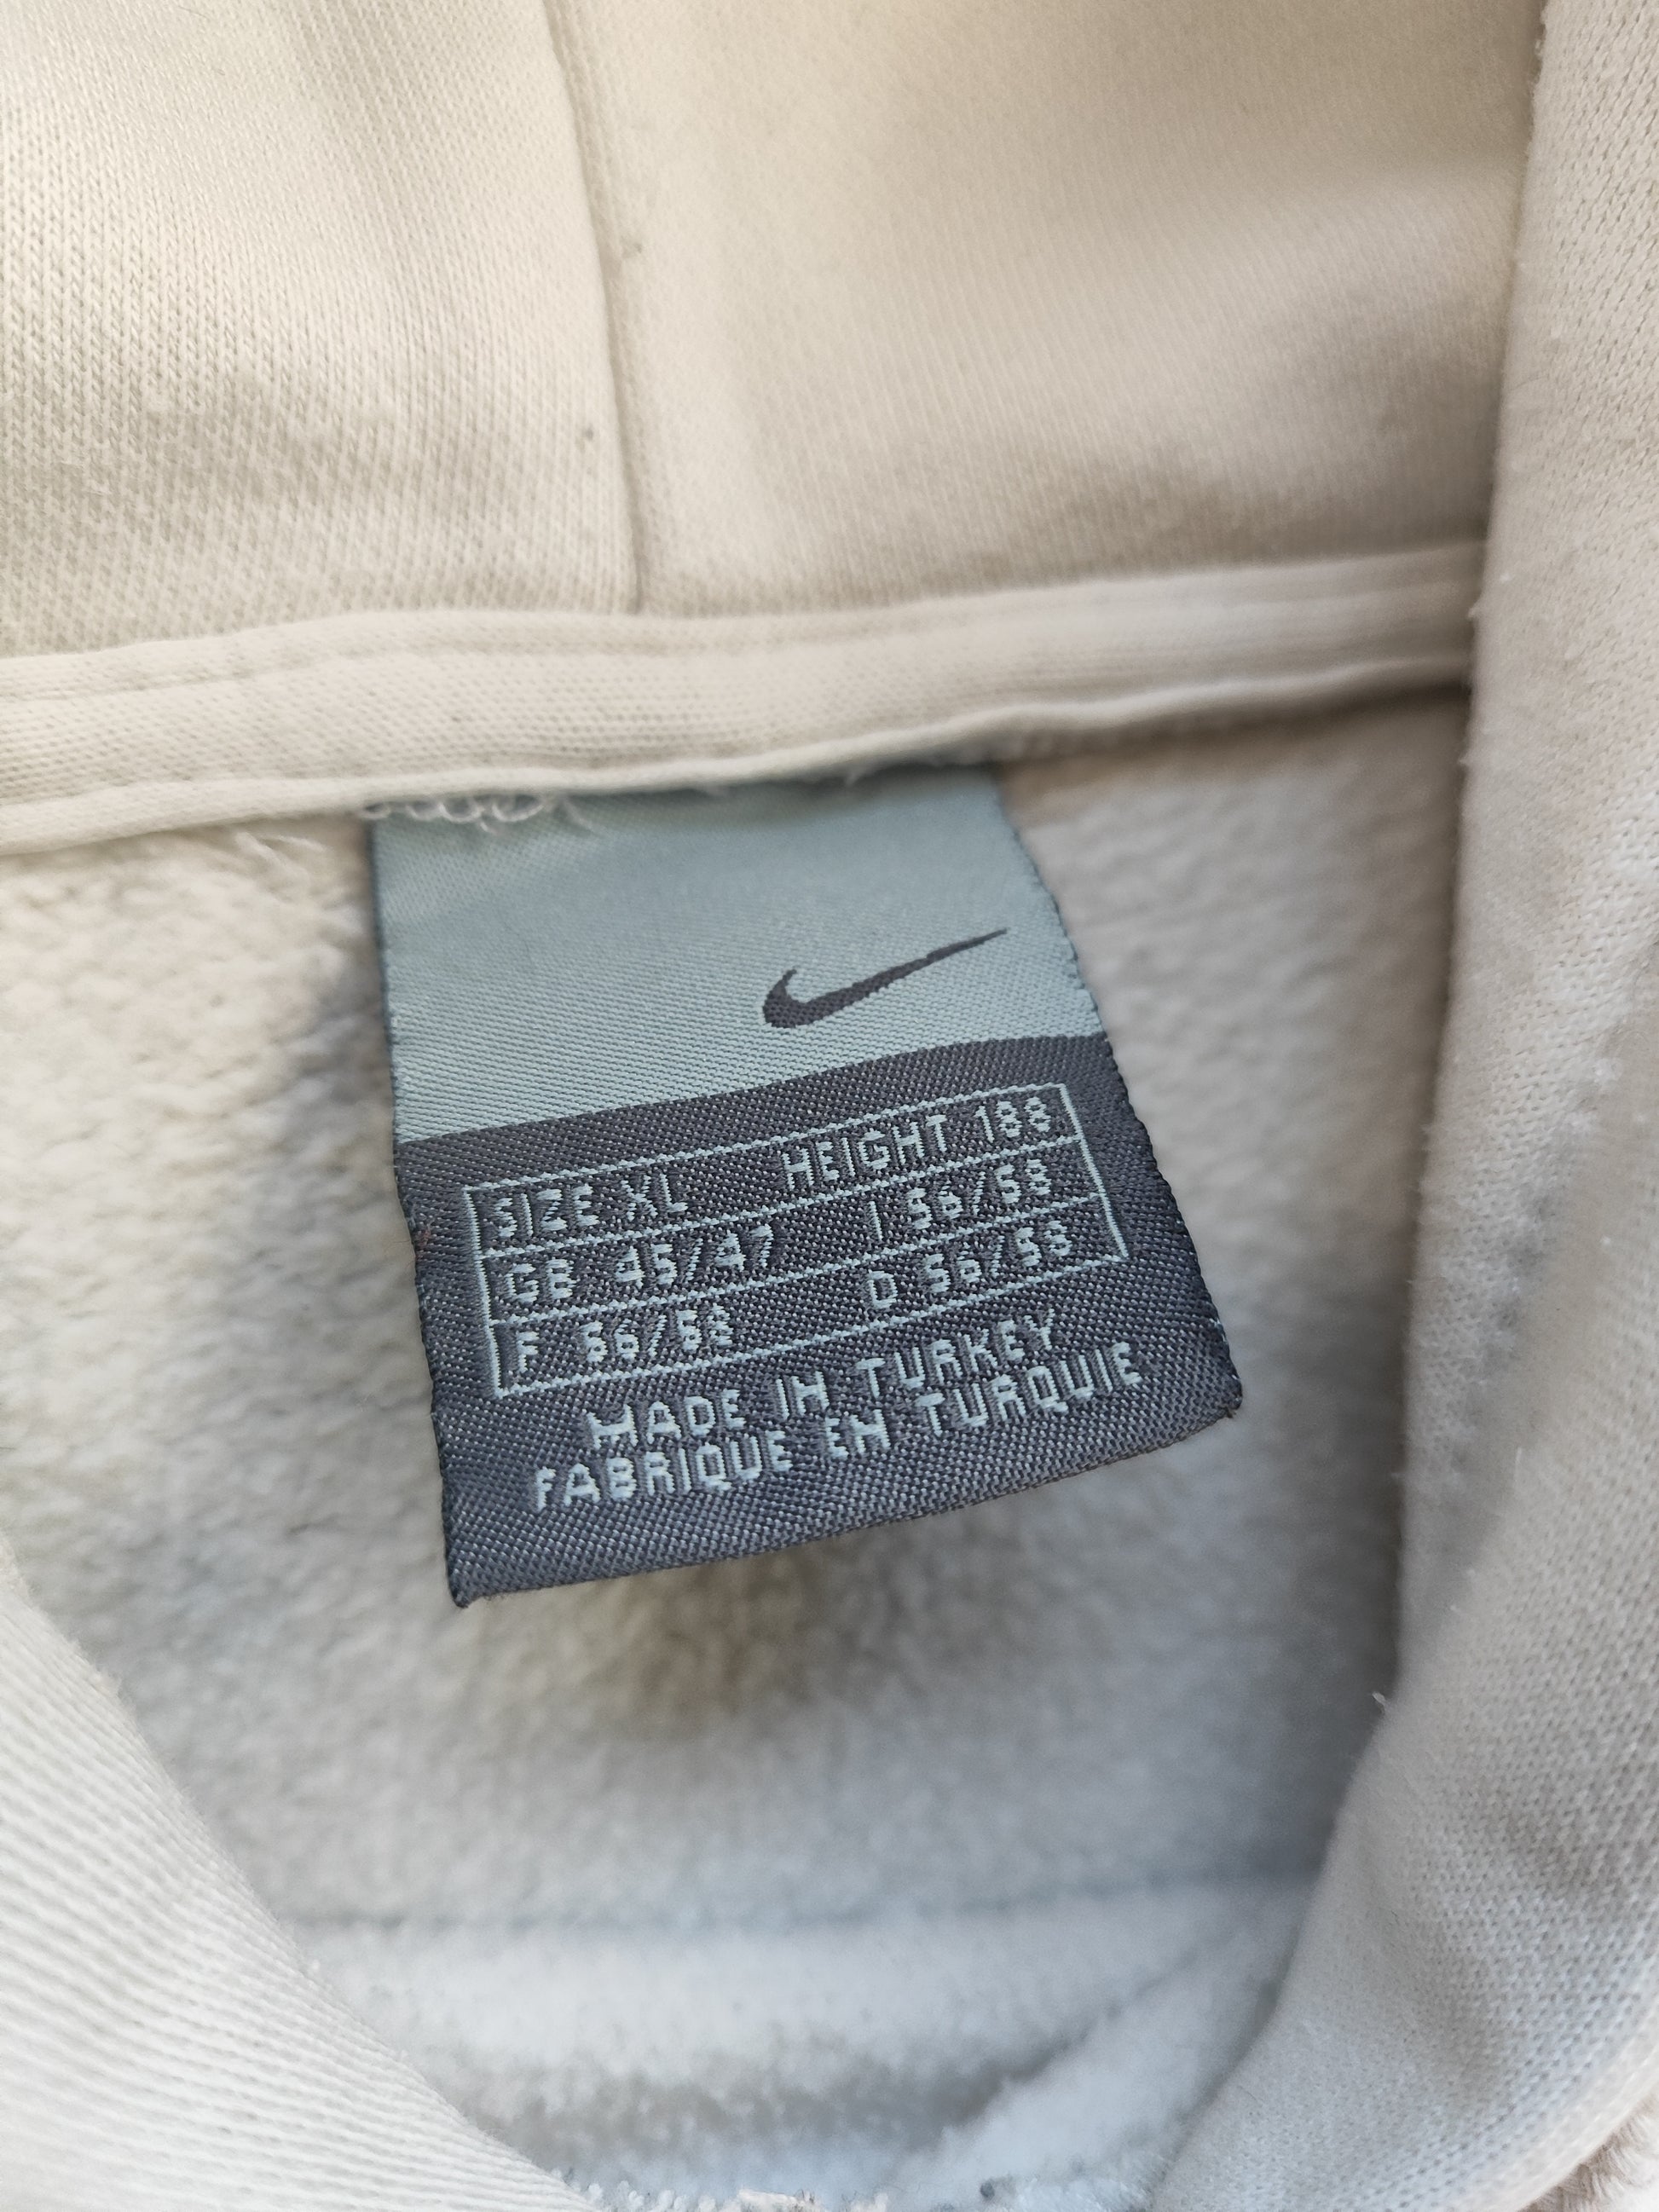 SIZE XL HEIGHT 188
GB 45/47 I 56/58
F 56/58 D 56/58
MADE IN TURKEY
FABRIQUE EN TURQUIE